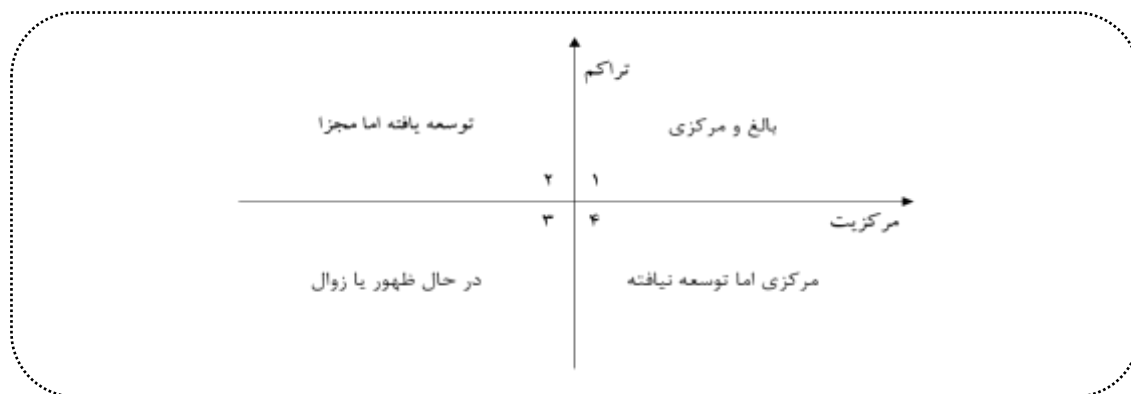 تراکم
بالغ و مرکزی
توسعه یافته اما مجزا
۱
۲
۳
۴
مرکزیت
مرکزی اما توسعه نیافته
در حال ظهور یا زوال